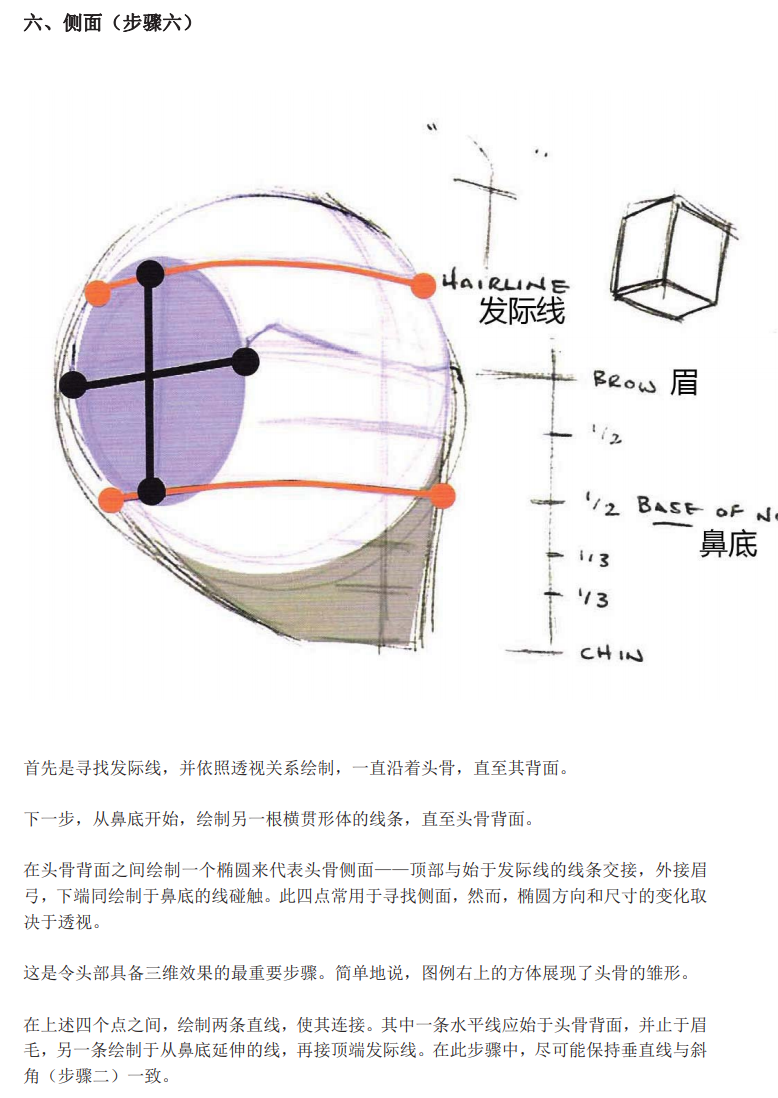 六、侧面（步骤六）
HAIRLINE
发际线
BROW 眉
1/2
1/2 BASE OF NO
鼻底
1/3
1/3
CHIN
首先是寻找发际线，并依照透视关系绘制，一直沿着头骨，直至其背面。
下一步，从鼻底开始，绘制另一根横贯形体的线条，直至头骨背面。
在头骨背面之间绘制一个椭圆来代表头骨侧面——顶部与始于发际线的线条交接，外接眉
弓，下端同绘制于鼻底的线碰触。此四点常用于寻找侧面，然而，椭圆方向和尺寸的变化取
决于透视。
这是令头部具备三维效果的最重要步骤。简单地说，图例右上的方体展现了头骨的雏形。
在上述四个点之间，绘制两条直线，使其连接。其中一条水平线应始于头骨背面，并止于眉
毛，另一条绘制于从鼻底延伸的线，再接顶端发际线。在此步骤中，尽可能保持垂直线与斜
角（步骤二）一致。